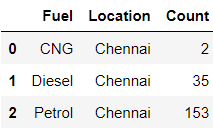 Fuel Location Count
0 CNG Chennai 2
1 Diesel Chennai 35
2 Petrol Chennai 153